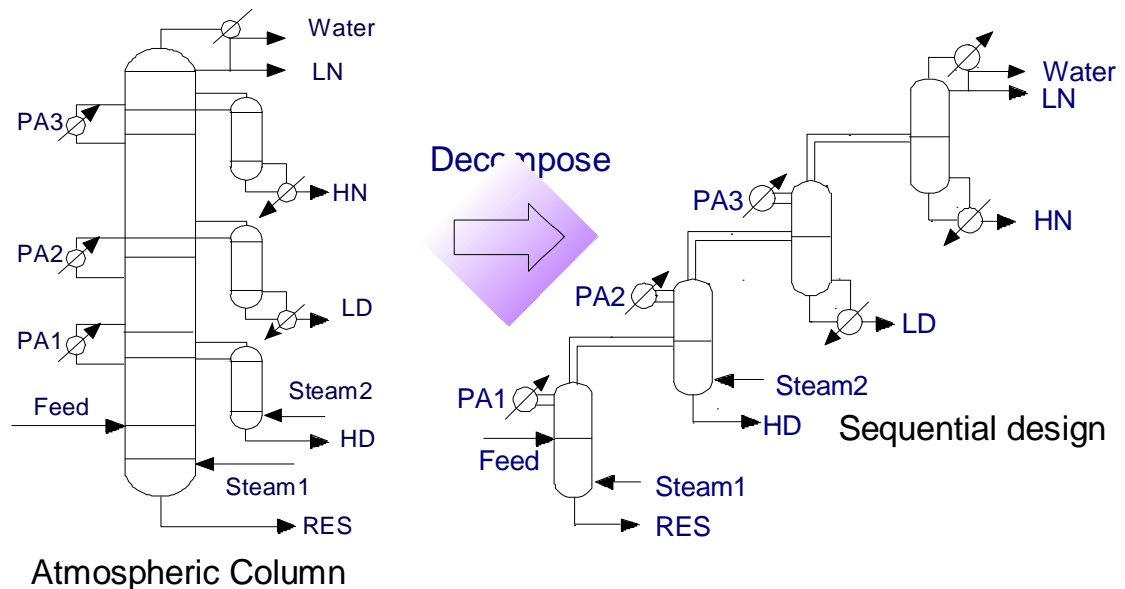 Water
LN
PA3
HN
PA2
LD
PA1
Steam2
Feed
HD
Steam1
RES
Atmospheric Column
Decompose
Water
LN
PA3
HN
PA2
LD
PA1
Steam2
HD
Feed
Steam1
RES
Sequential design